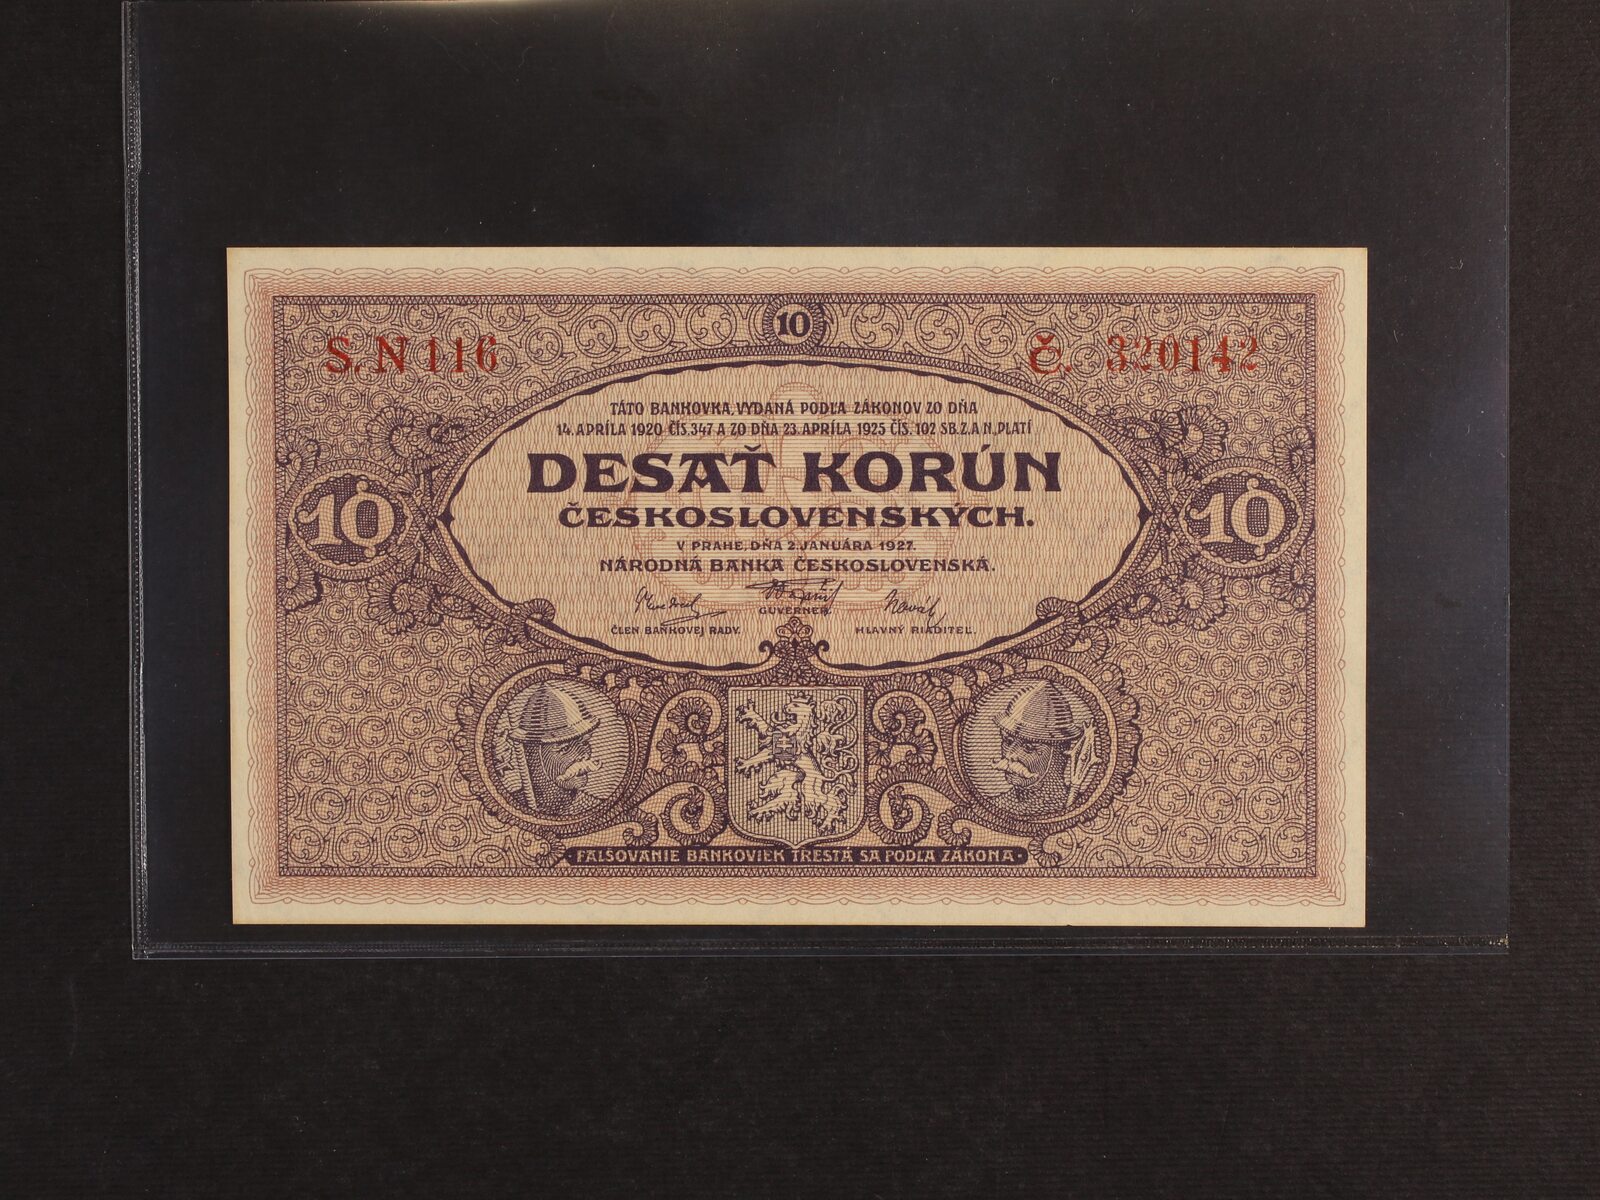 10
S. N 116
Č. 320142
TÁTO BANKOVKA, VYDANÁ PODĽA ZÁKONOV ZO DŇA
14. APRÍLA 1920 ČÍS. 347 A ZO DŇA 23. APRÍLA 1925 ČÍS. 102 SB. Z. A N., PLATÍ
DESAŤ KORÚN
ČESKOSLOVENSKÝCH.
10
10
V PRAHE, DŇA 2. JANUÁRA 1927.
NÁRODNÁ BANKA ČESKOSLOVENSKÁ.
GUVERNER.
ČLEN BANKOVEJ RADY.
HLAVNÝ RIADITEĽ.
• FALŠOVANIE BANKOVIEK TRESTÁ SA PODĽA ZÁKONA •